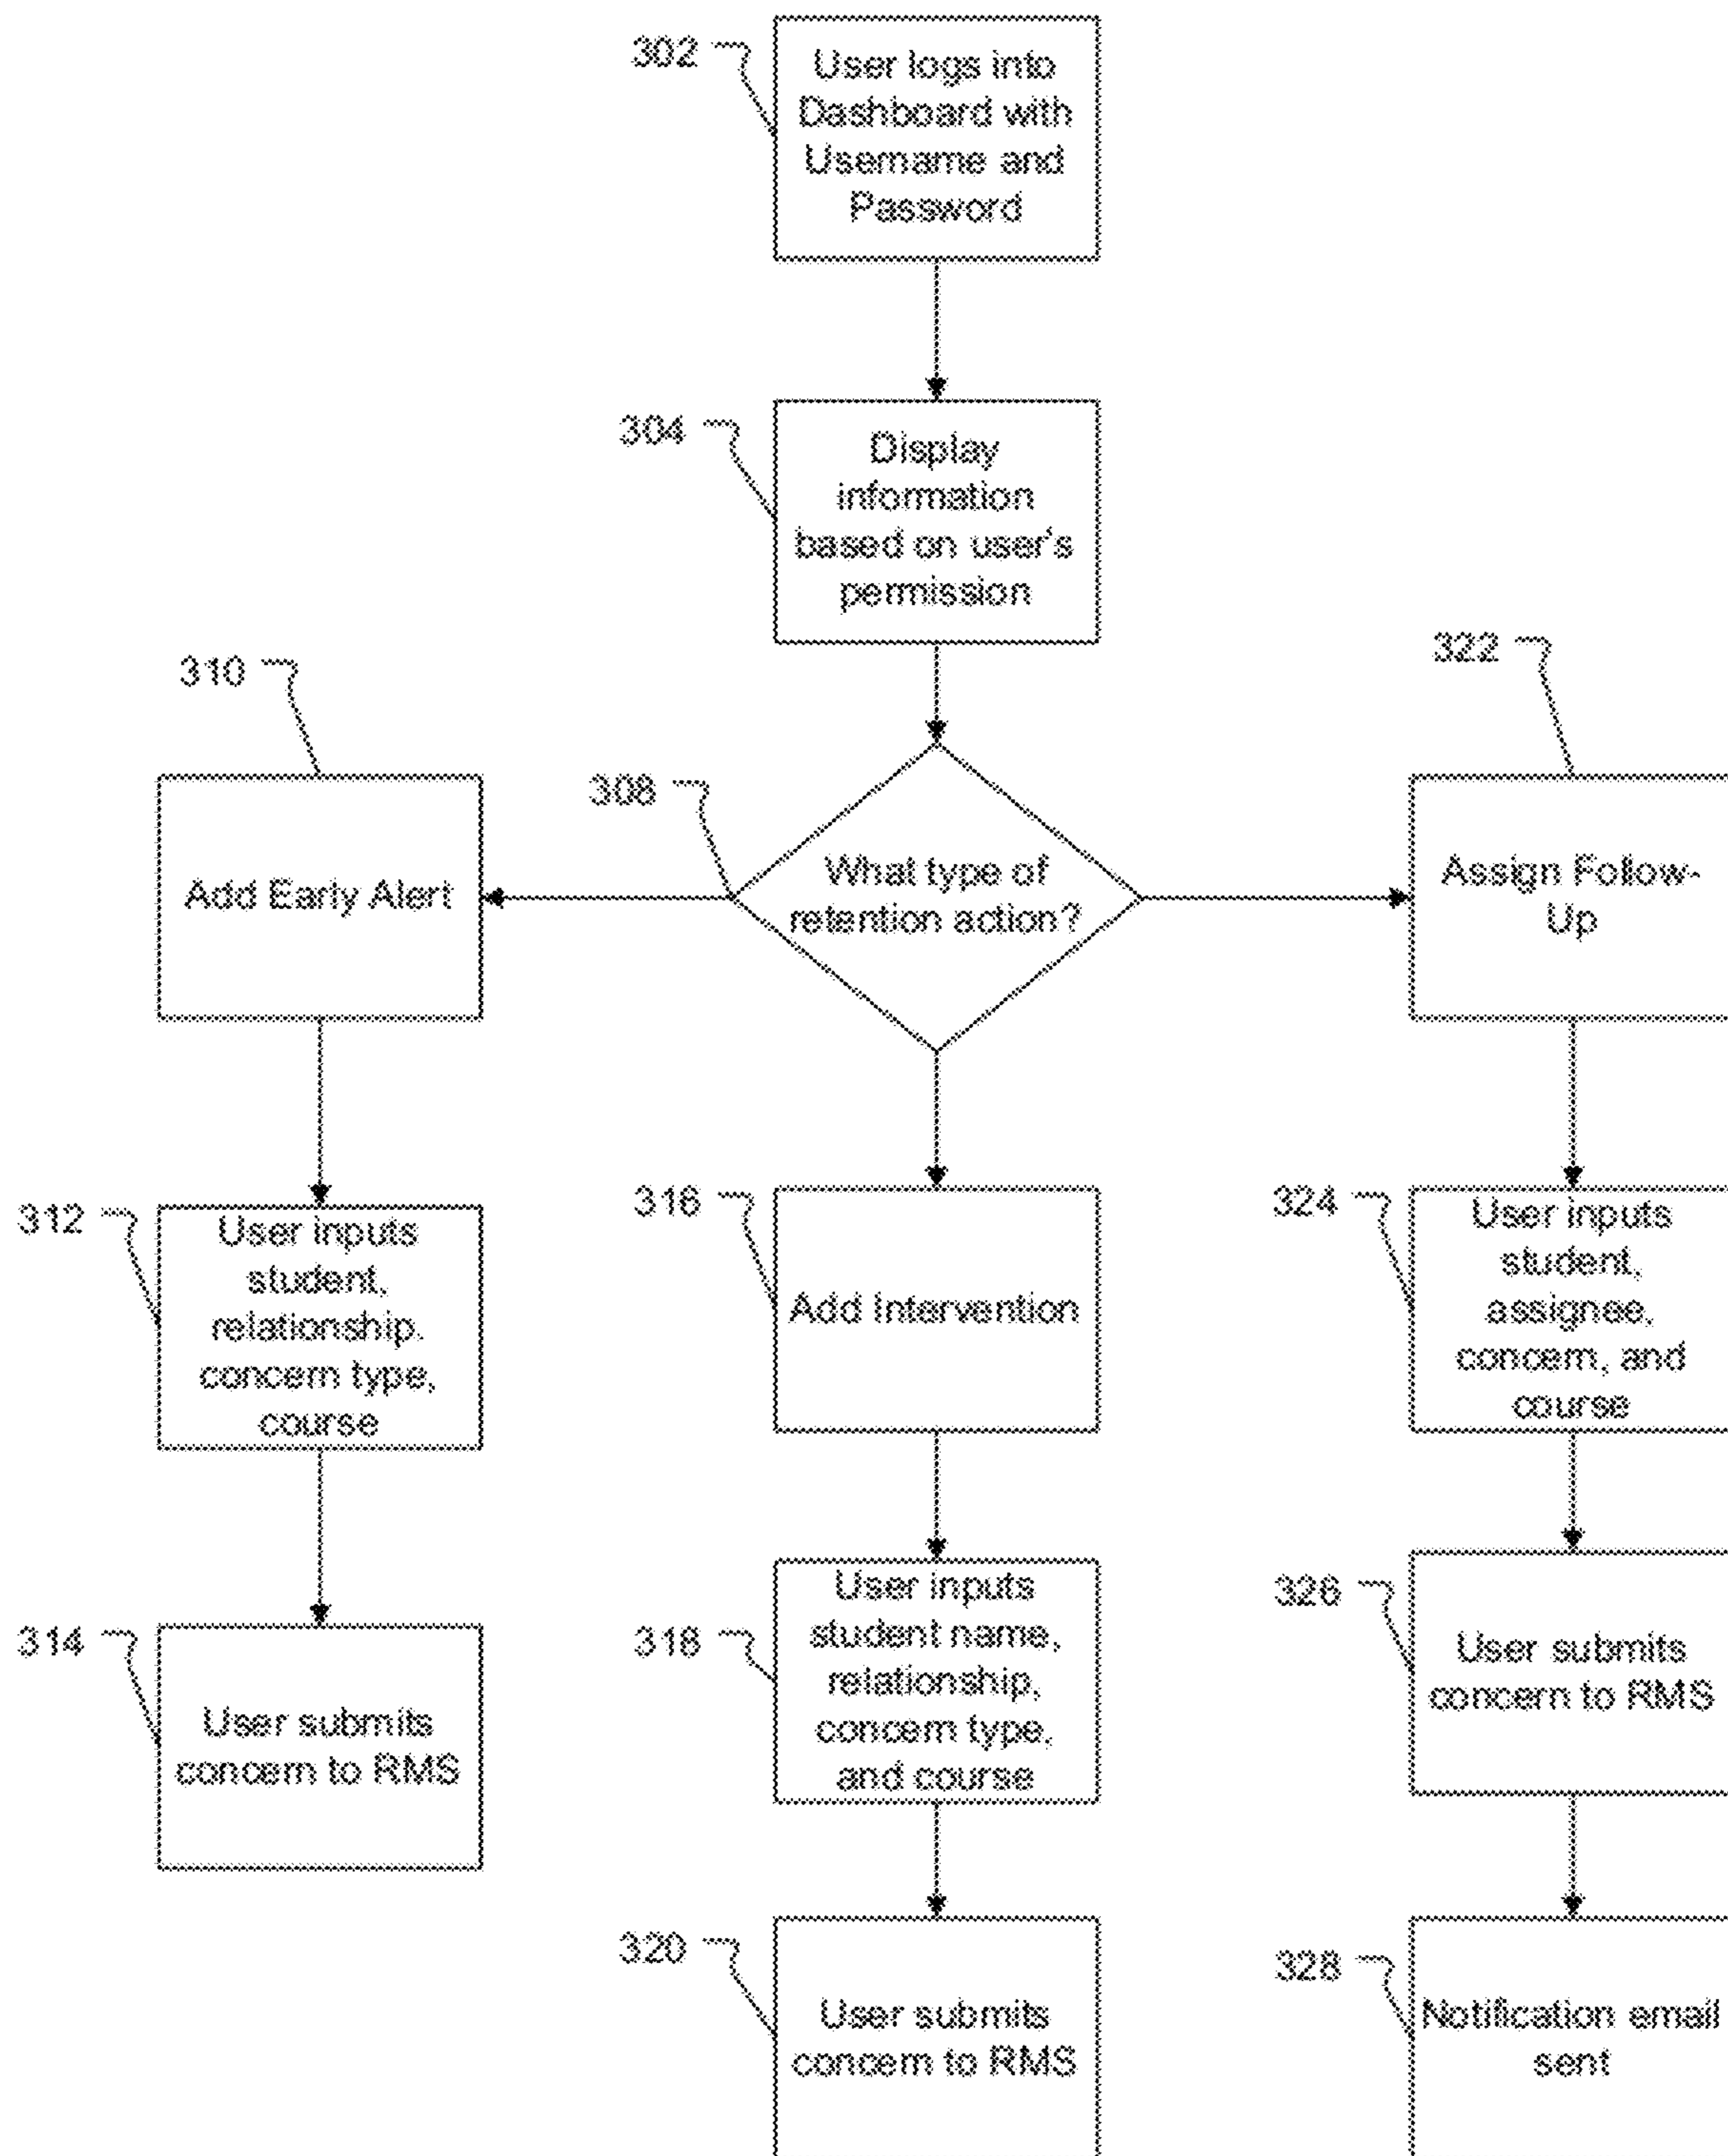 302
User logs into
Dashboard with
Username and
Password
304
Display
information
based on user's
permission
308
What type of
retention action?
310
Add Early Alert
312
User inputs
student,
relationship.
concern type,
course
314
User submits
concern to RMS
316
Add Intervention
318
User inputs
student name,
relationship,
concern type,
and course
320
User submits
concern to RMS
322
Assign Follow-
Up
324
User inputs
student,
assignee,
concern, and
course
326
User submits
concern to RMS
328
Notification email
sent